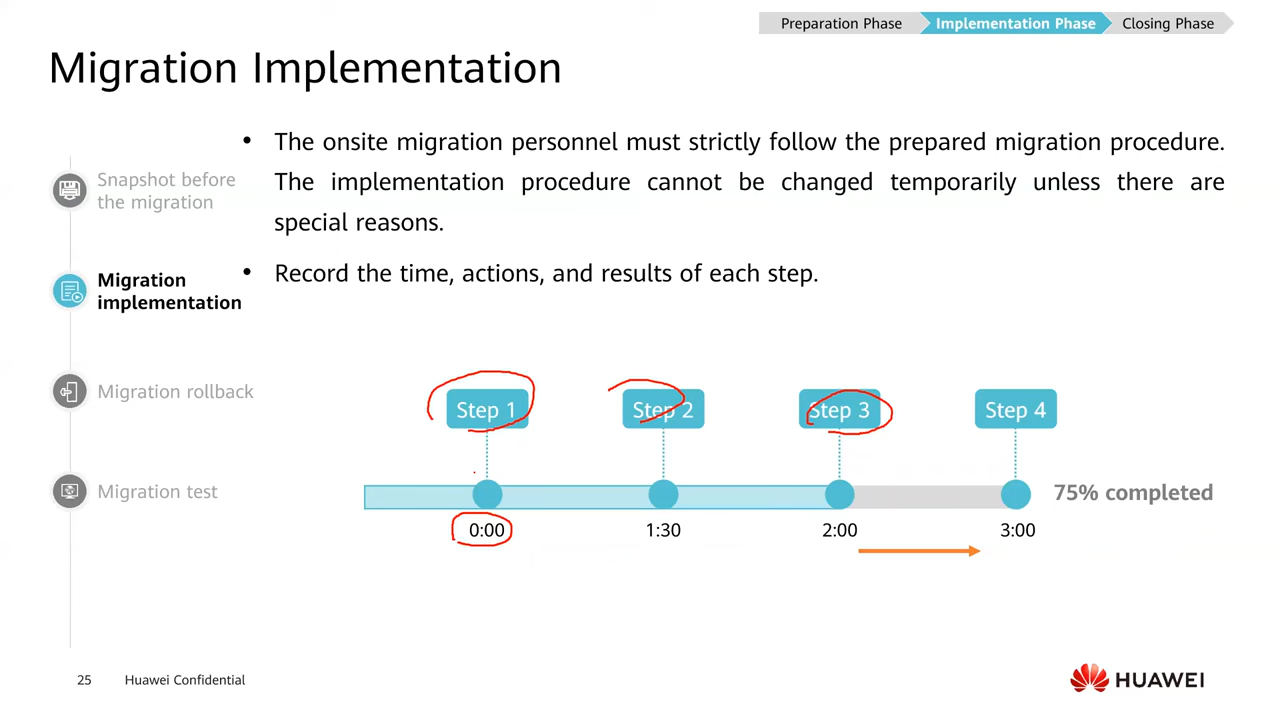 Preparation Phase
Implementation Phase
Closing Phase
Migration Implementation
• The onsite migration personnel must strictly follow the prepared migration procedure.
The implementation procedure cannot be changed temporarily unless there are
special reasons.
• Record the time, actions, and results of each step.
Snapshot before
the migration
Migration
implementation
Migration rollback
Migration test
Step 1
Step 2
Step 3
Step 4
75% completed
0:00
1:30
2:00
3:00
25
Huawei Confidential
HUAWEI